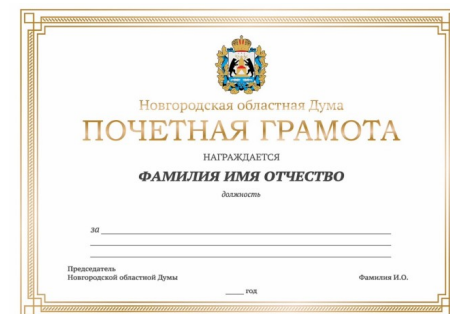 Новгородская областная Дума
ПОЧЕТНАЯ ГРАМОТА
НАГРАЖДАЕТСЯ
ФАМИЛИЯ ИМЯ ОТЧЕСТВО
должность
за
Председатель
Новгородской областной Думы Фамилия И.О.
год